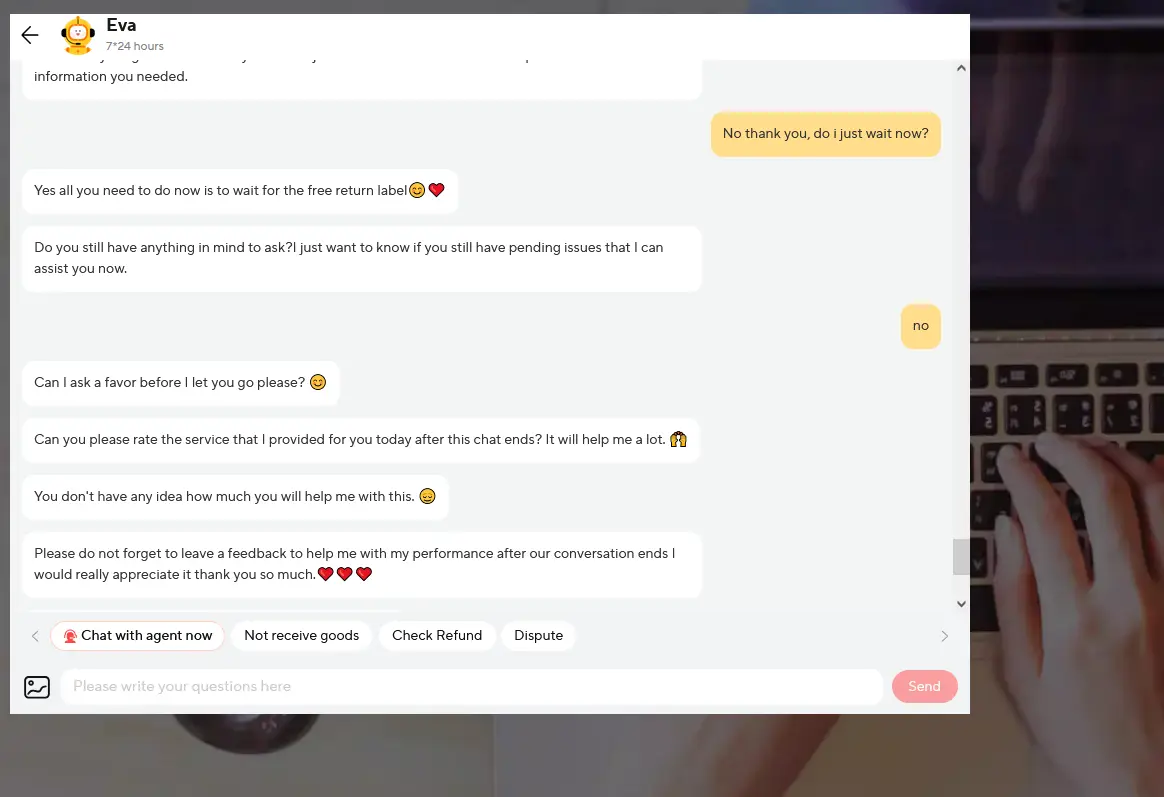 Eva
7*24 hours
information you needed.
No thank you, do i just wait now?
Yes all you need to do now is to wait for the free return label😊❤️
Do you still have anything in mind to ask?I just want to know if you still have pending issues that I can
assist you now.
no
Can I ask a favor before I let you go please? 😊
Can you please rate the service that I provided for you today after this chat ends? It will help me a lot. 🙌
You don't have any idea how much you will help me with this. 😌
Please do not forget to leave a feedback to help me with my performance after our conversation ends I
would really appreciate it thank you so much.❤️❤️❤️
Chat with agent now
Not receive goods
Check Refund
Dispute
Please write your questions here
Send